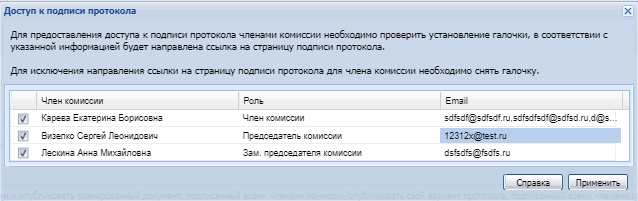 Доступ к подписи протокола
Для предоставления доступа к подписи протокола членами комиссии необходимо проверить установление галочки, в соответствии с
указанной информацией будет направлена ссылка на страницу подписи протокола.
Для исключения направления ссылки на страницу подписи протокола для члена комиссии необходимо снять галочку.
Член комиссии Роль Email
Карева Екатерина Борисовна Член комиссии sdfsdf@sdfsdf.ru,sdfsdfsdf@sdfsd.ru,d@s...
Визелко Сергей Леонидович Председатель комиссии 12312x@test.ru
Лескина Анна Михайловна Зам. председателя комиссии dsfsdfs@fsdfs.ru
Справка Применить